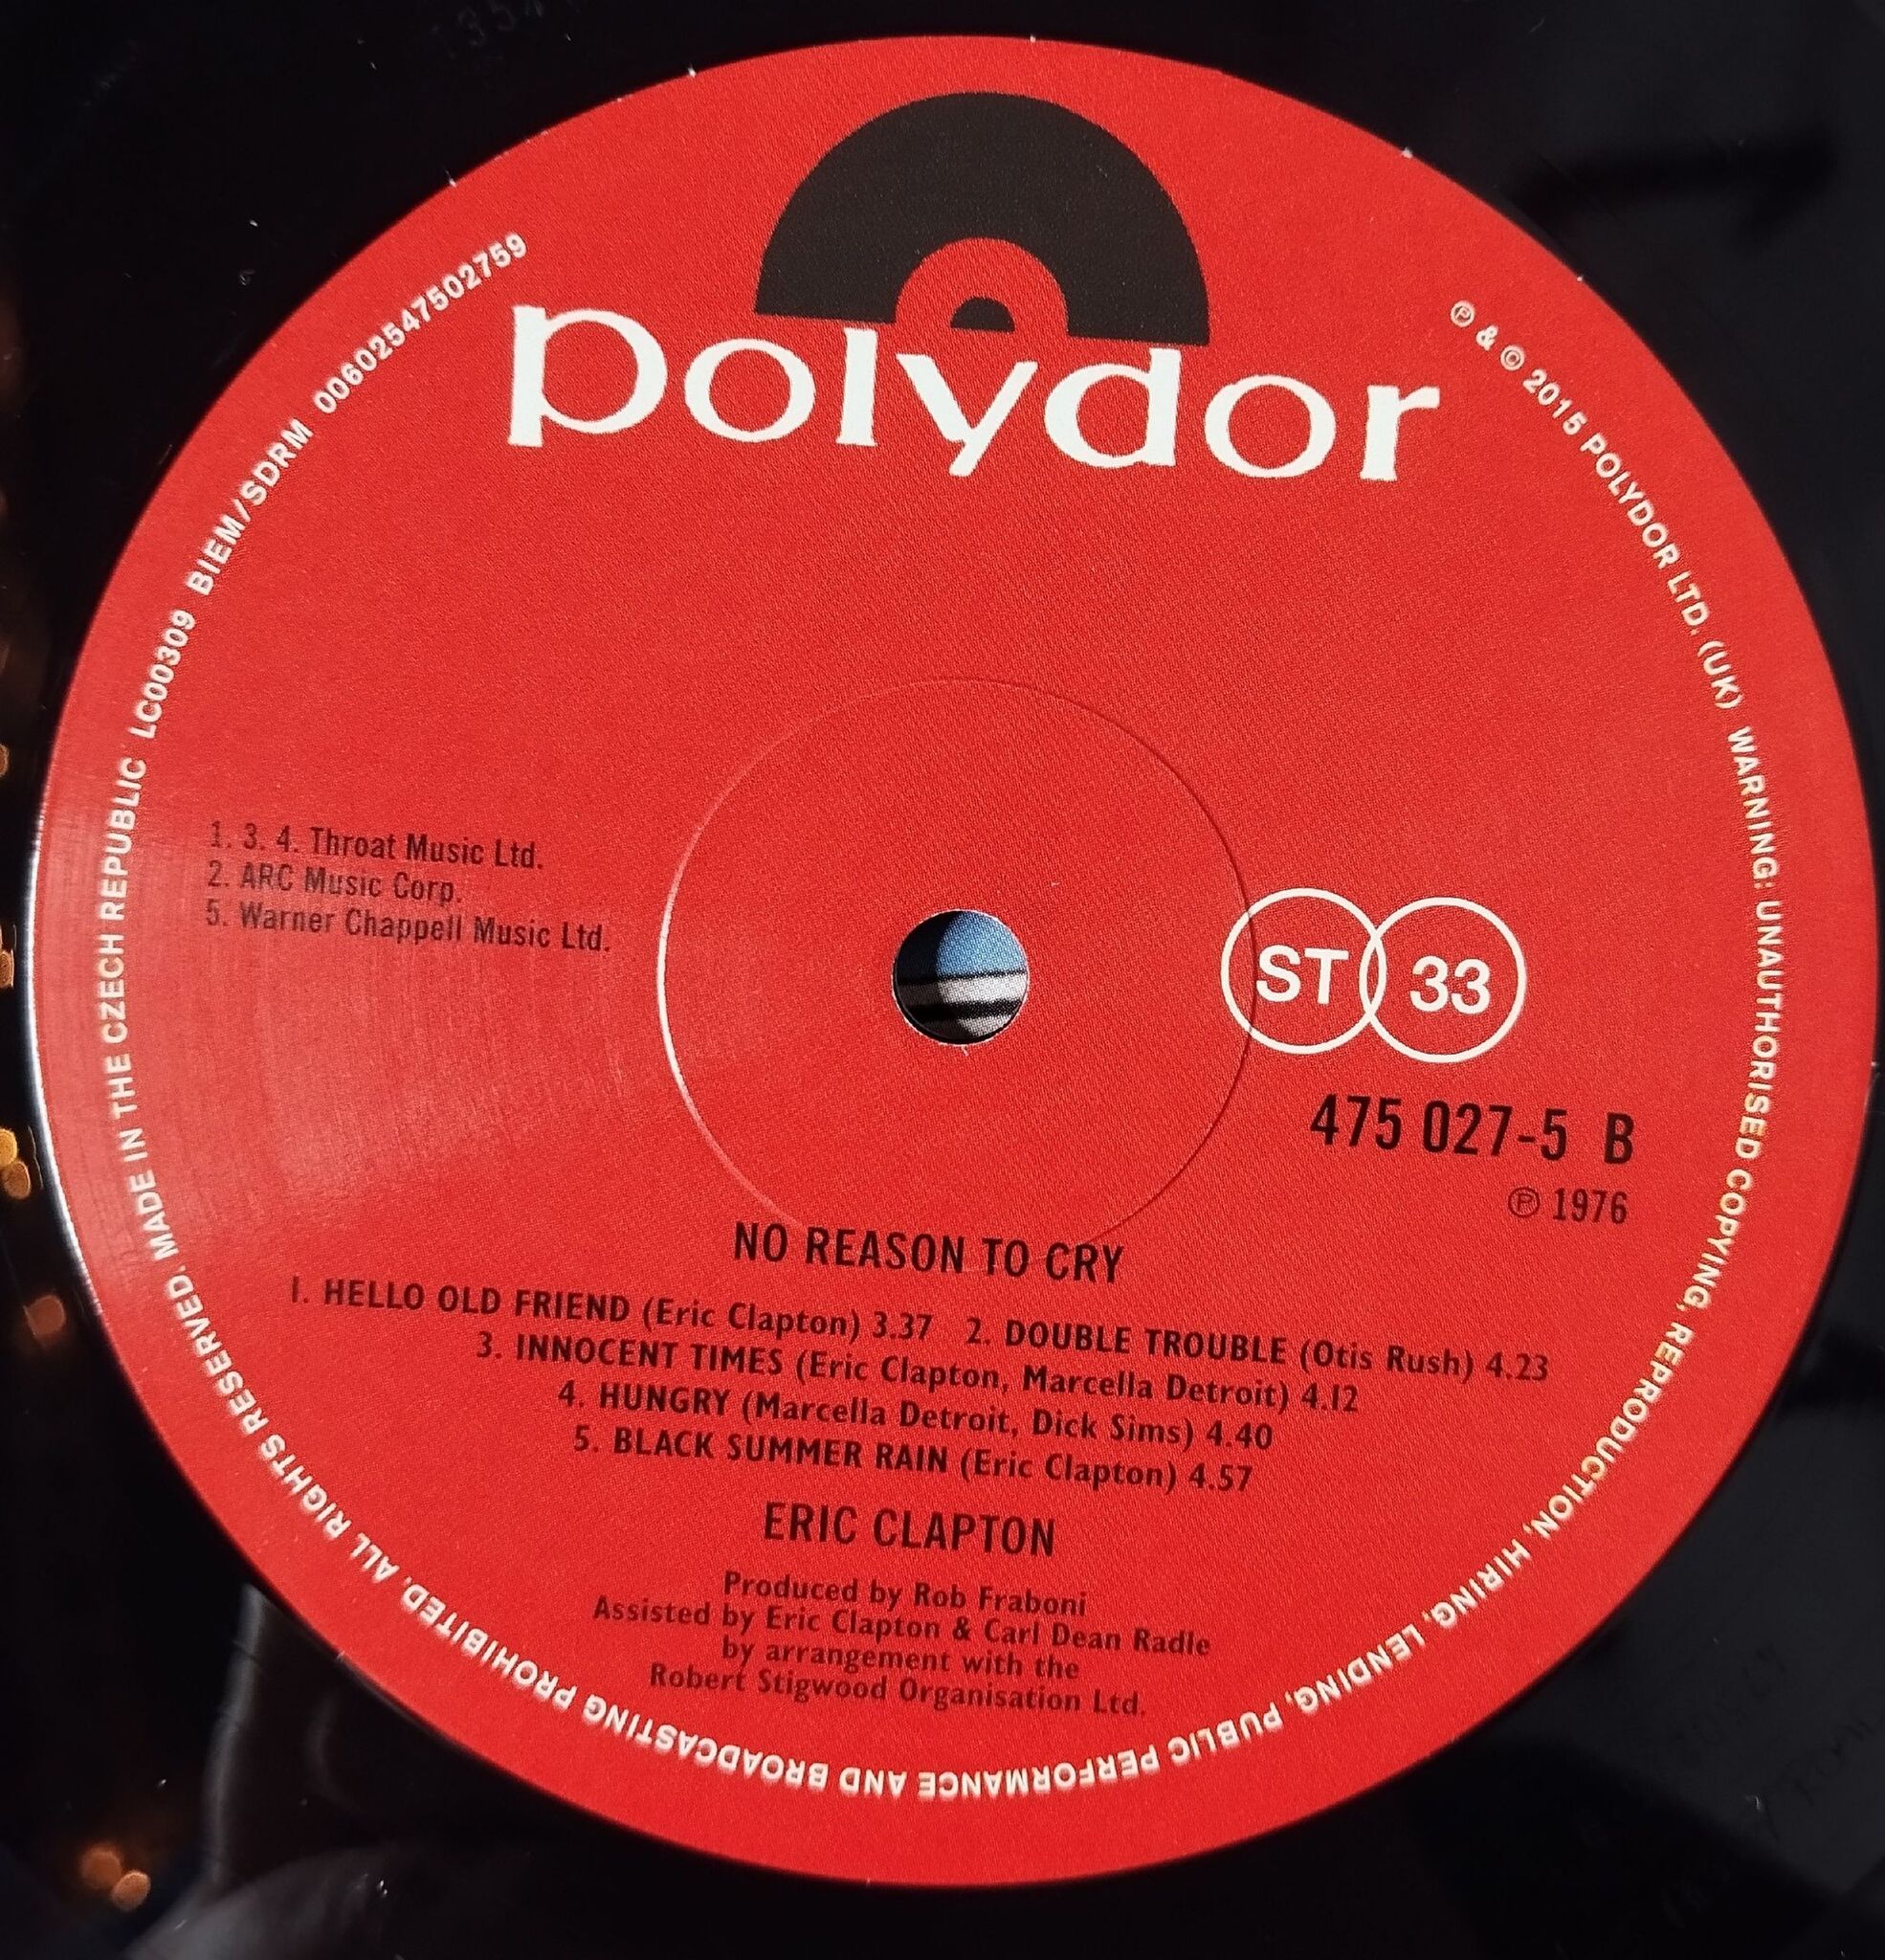 polydor
MADE IN THE CZECH REPUBLIC LC00309 BIEM/SDRM 00602547502759
℗ & © 2015 POLYDOR LTD. (UK) WARNING: UNAUTHORISED COPYING, REPRODUCTION, HIRING, LENDING, PUBLIC PERFORMANCE AND BROADCASTING PROHIBITED. ALL RIGHTS RESERVED.
1. 3. 4. Throat Music Ltd.
2. ARC Music Corp.
5. Warner Chappell Music Ltd.
ST 33
475 027-5 B
℗ 1976
NO REASON TO CRY
1. HELLO OLD FRIEND (Eric Clapton) 3.37 2. DOUBLE TROUBLE (Otis Rush) 4.23
3. INNOCENT TIMES (Eric Clapton, Marcella Detroit) 4.12
4. HUNGRY (Marcella Detroit, Dick Sims) 4.40
5. BLACK SUMMER RAIN (Eric Clapton) 4.57
ERIC CLAPTON
Produced by Rob Fraboni
Assisted by Eric Clapton & Carl Dean Radle
by arrangement with the
Robert Stigwood Organisation Ltd.